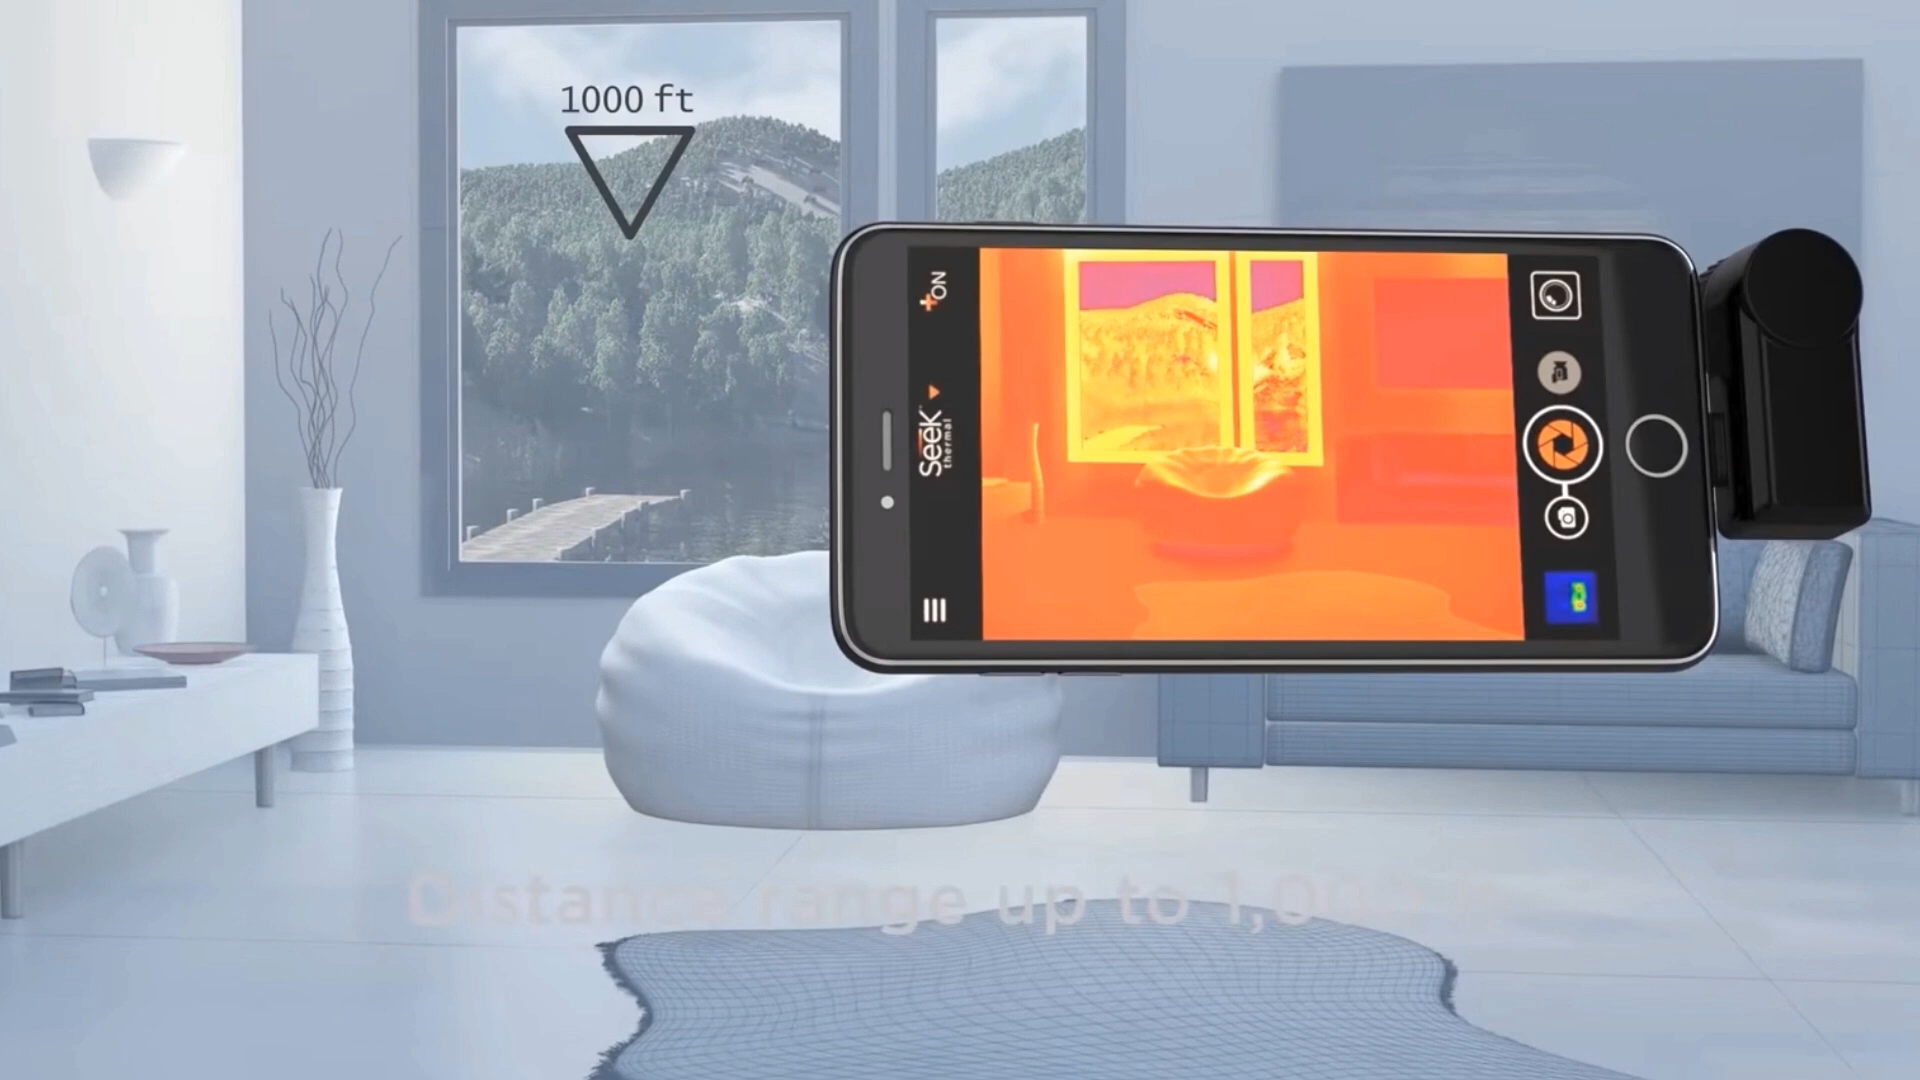 1000 ft
ON
Seek
thermal
Distance range up to 1,00